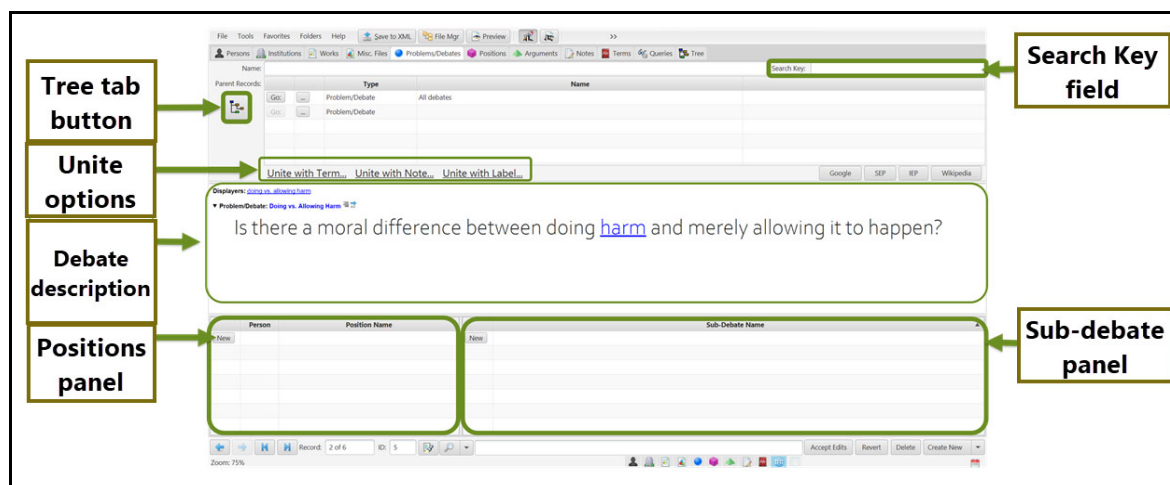 File Tools Favorites Folders Help Save to XML File Mgr Preview >>
Persons Institutions Works Misc. Files Problems/Debates Positions Arguments Notes Terms Queries Tree
Name: Search Key:
Parent Records: Type Name
Go: ... Problem/Debate All debates
Go: ... Problem/Debate
Unite with Term... Unite with Note... Unite with Label... Google SEP IEP Wikipedia
Displayers: doing vs. allowing harm
▼ Problem/Debate: Doing vs. Allowing Harm
Is there a moral difference between doing harm and merely allowing it to happen?
Person Position Name Sub-Debate Name
New New
Record: 2 of 6 ID: 5 Accept Edits Revert Delete Create New
Zoom: 75%
Tree tab
button
Unite
options
Debate
description
Positions
panel
Search Key
field
Sub-debate
panel